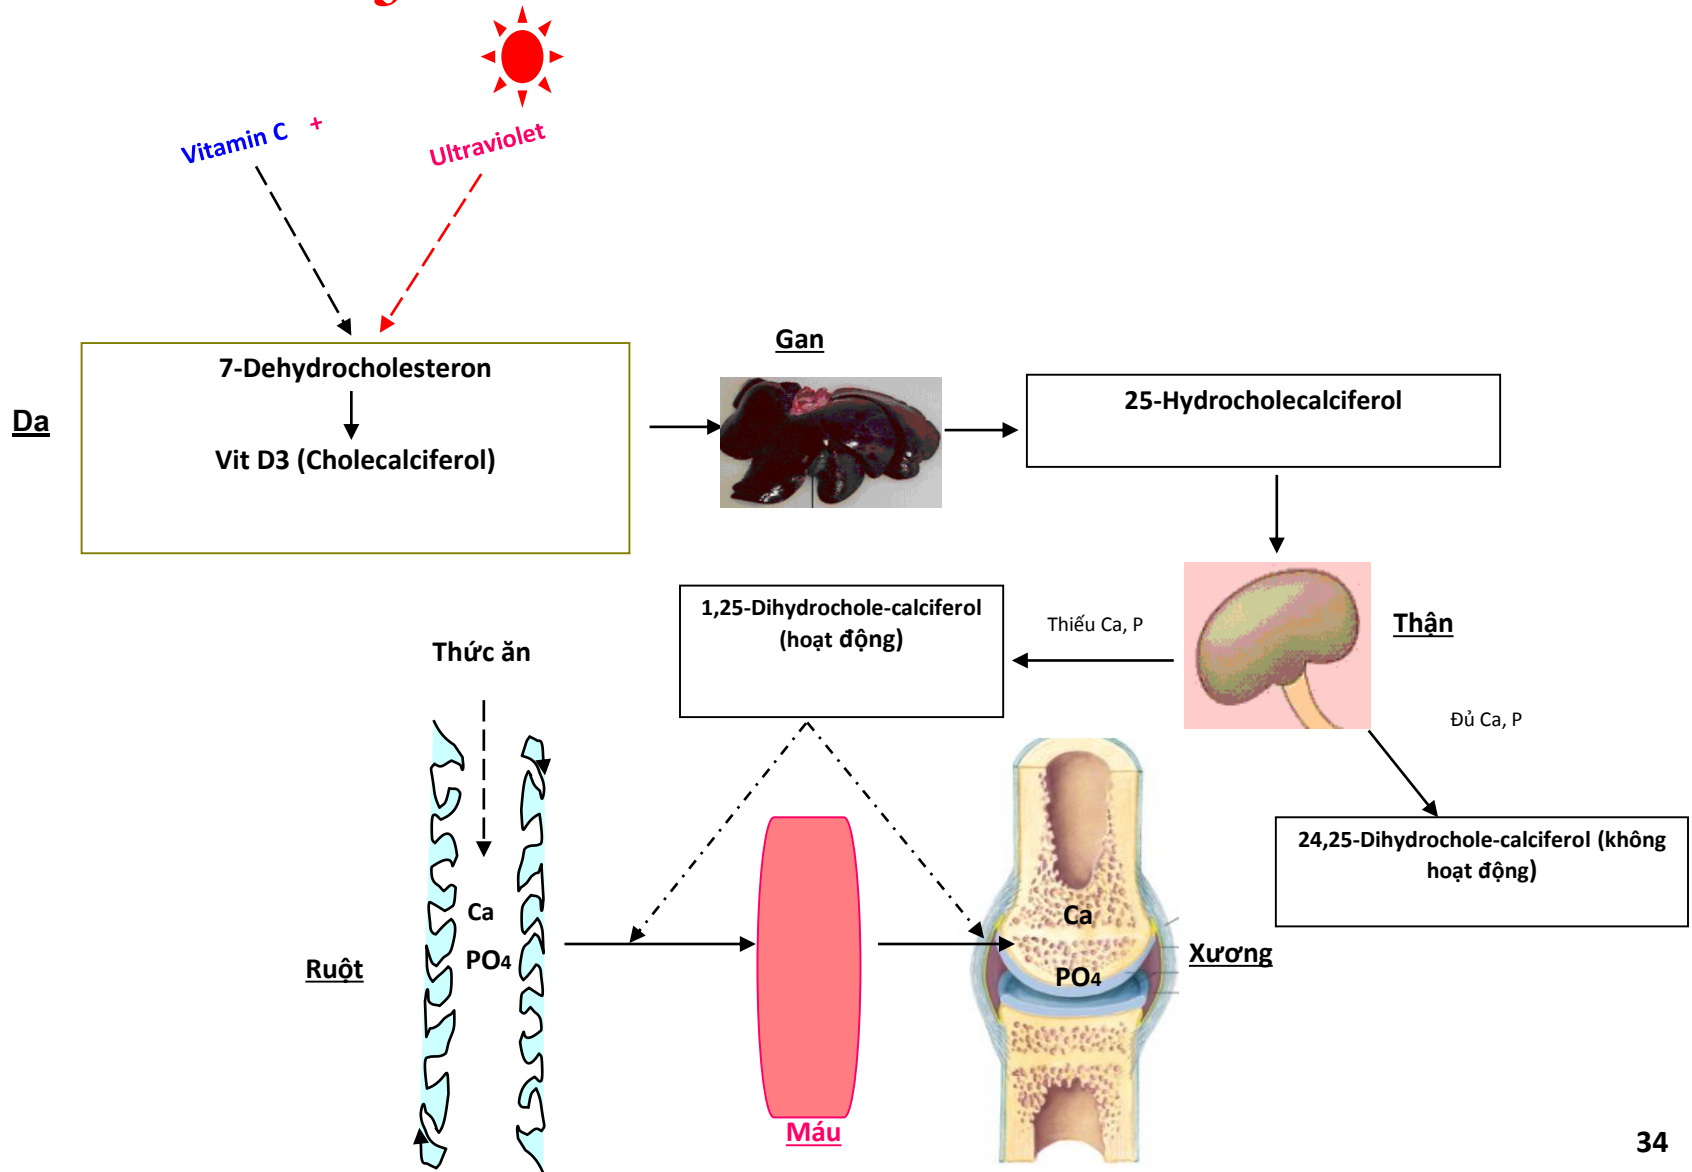 Vitamin C +
Ultraviolet
Gan
7-Dehydrocholesteron
Da
Vit D3 (Cholecalciferol)
25-Hydrocholecalciferol
1,25-Dihydrochole-calciferol
(hoạt động)
Thiếu Ca, P
Thận
Thức ăn
Đủ Ca, P
24,25-Dihydrochole-calciferol (không
hoạt động)
Ca
PO4
Ruột
Ca
PO4
Xương
Máu
34